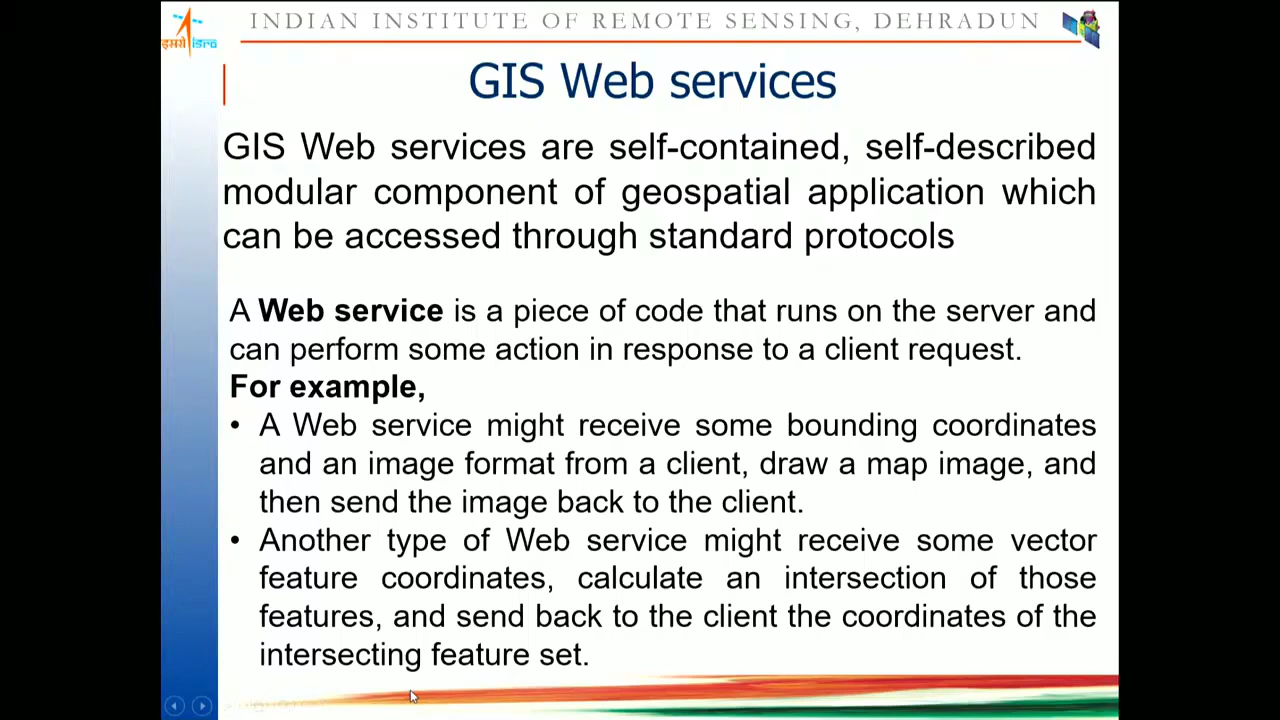 INDIAN INSTITUTE OF REMOTE SENSING, DEHRADUN
इसरो isro
GIS Web services
GIS Web services are self-contained, self-described
modular component of geospatial application which
can be accessed through standard protocols
A Web service is a piece of code that runs on the server and
can perform some action in response to a client request.
For example,
• A Web service might receive some bounding coordinates
and an image format from a client, draw a map image, and
then send the image back to the client.
• Another type of Web service might receive some vector
feature coordinates, calculate an intersection of those
features, and send back to the client the coordinates of the
intersecting feature set.